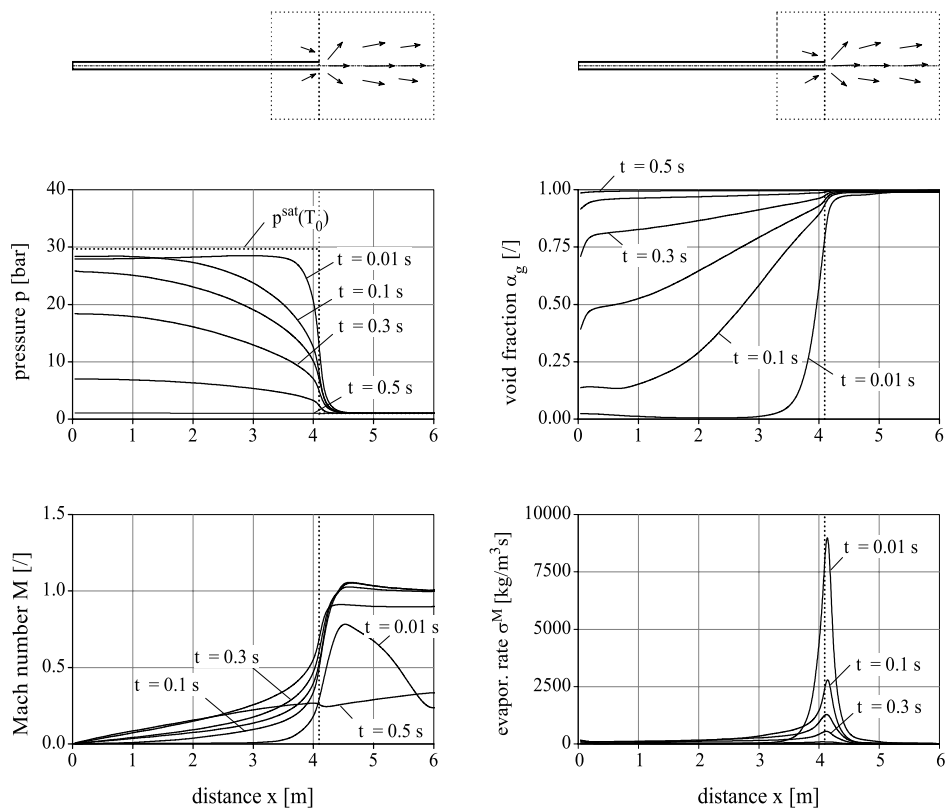 40
30
20
10
0
pressure p [bar]
p^sat(T_0)
t = 0.01 s
t = 0.1 s
t = 0.3 s
t = 0.5 s
0 1 2 3 4 5 6
t = 0.5 s
1.00
0.75
0.50
0.25
0.00
void fraction α_g [/]
t = 0.3 s
t = 0.1 s
t = 0.01 s
0 1 2 3 4 5 6
1.5
1.0
0.5
0.0
Mach number M [/]
t = 0.01 s
t = 0.3 s
t = 0.1 s
t = 0.5 s
0 1 2 3 4 5 6
distance x [m]
10000
7500
5000
2500
0
evapor. rate σ^M [kg/m³s]
t = 0.01 s
t = 0.1 s
t = 0.3 s
0 1 2 3 4 5 6
distance x [m]